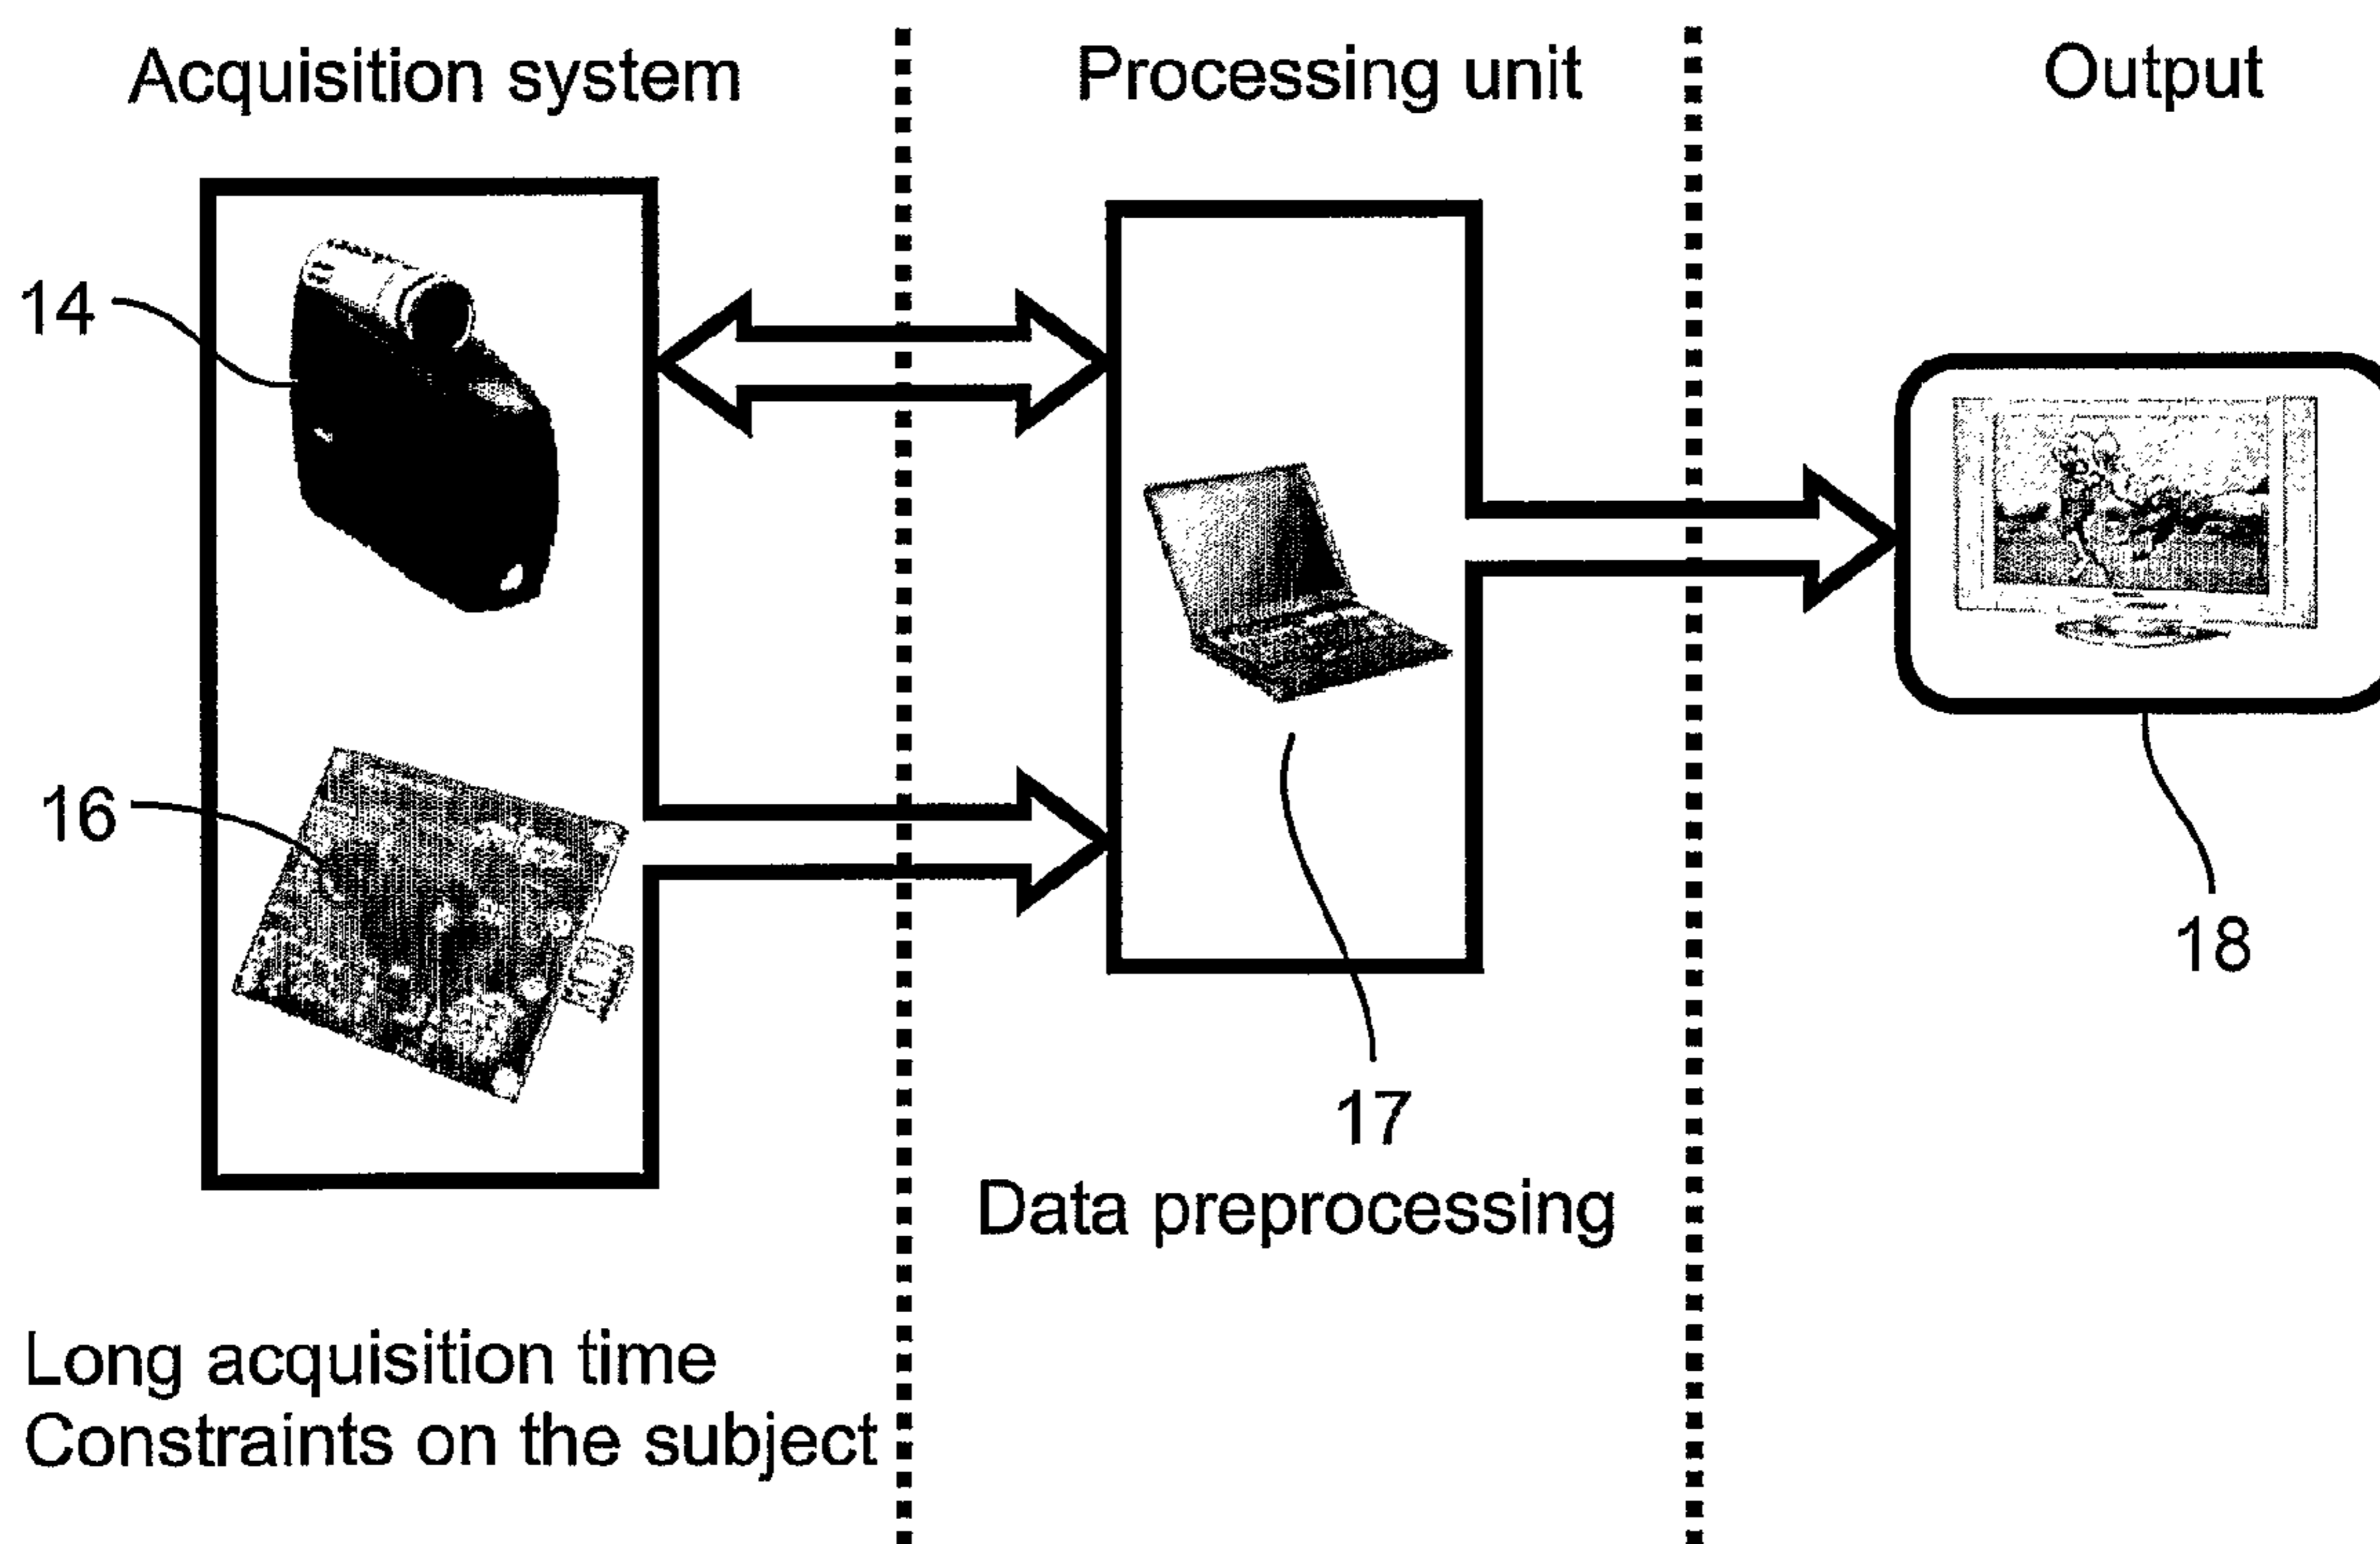 Acquisition system
Processing unit
Output
14
16
17
18
Data preprocessing
Long acquisition time
Constraints on the subject